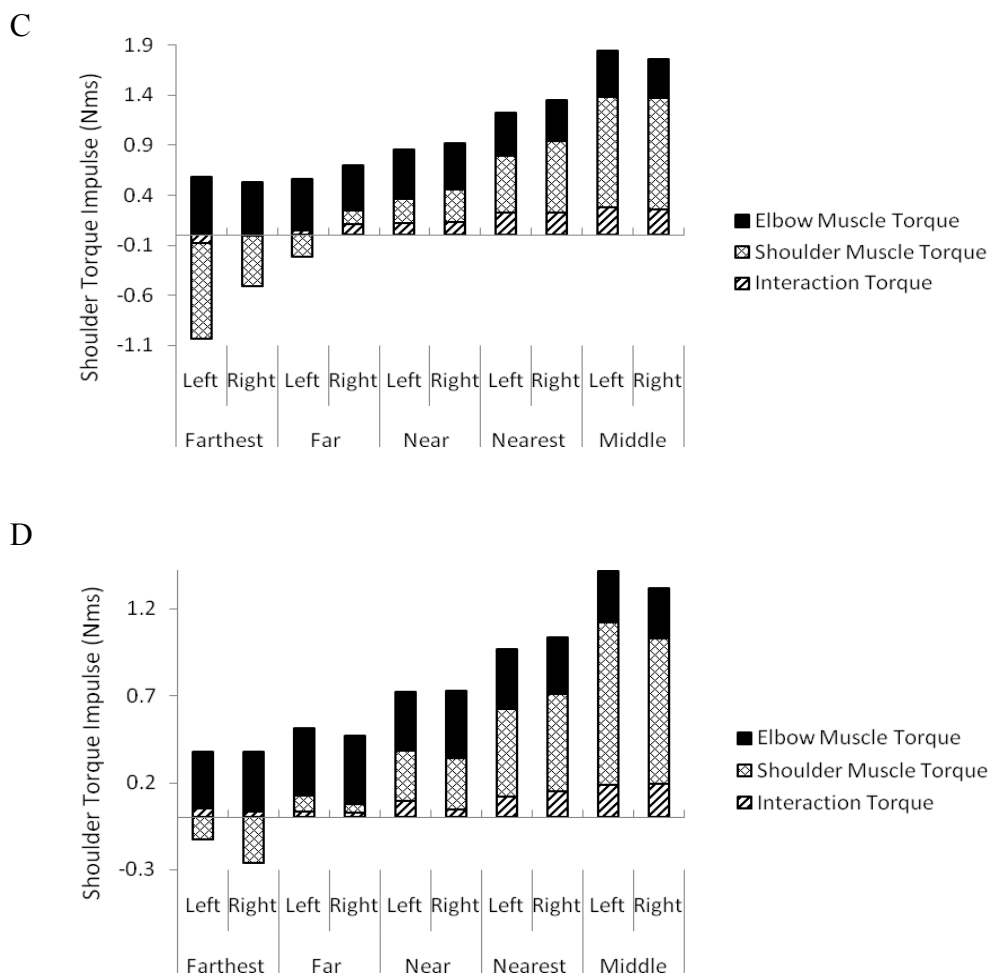 C
Shoulder Torque Impulse (Nms)
1.9
1.4
0.9
0.4
-0.1
-0.6
-1.1
Left Right Left Right Left Right Left Right Left Right
Farthest Far Near Nearest Middle
Elbow Muscle Torque
Shoulder Muscle Torque
Interaction Torque
D
Shoulder Torque Impulse (Nms)
1.2
0.7
0.2
-0.3
Left Right Left Right Left Right Left Right Left Right
Farthest Far Near Nearest Middle
Elbow Muscle Torque
Shoulder Muscle Torque
Interaction Torque